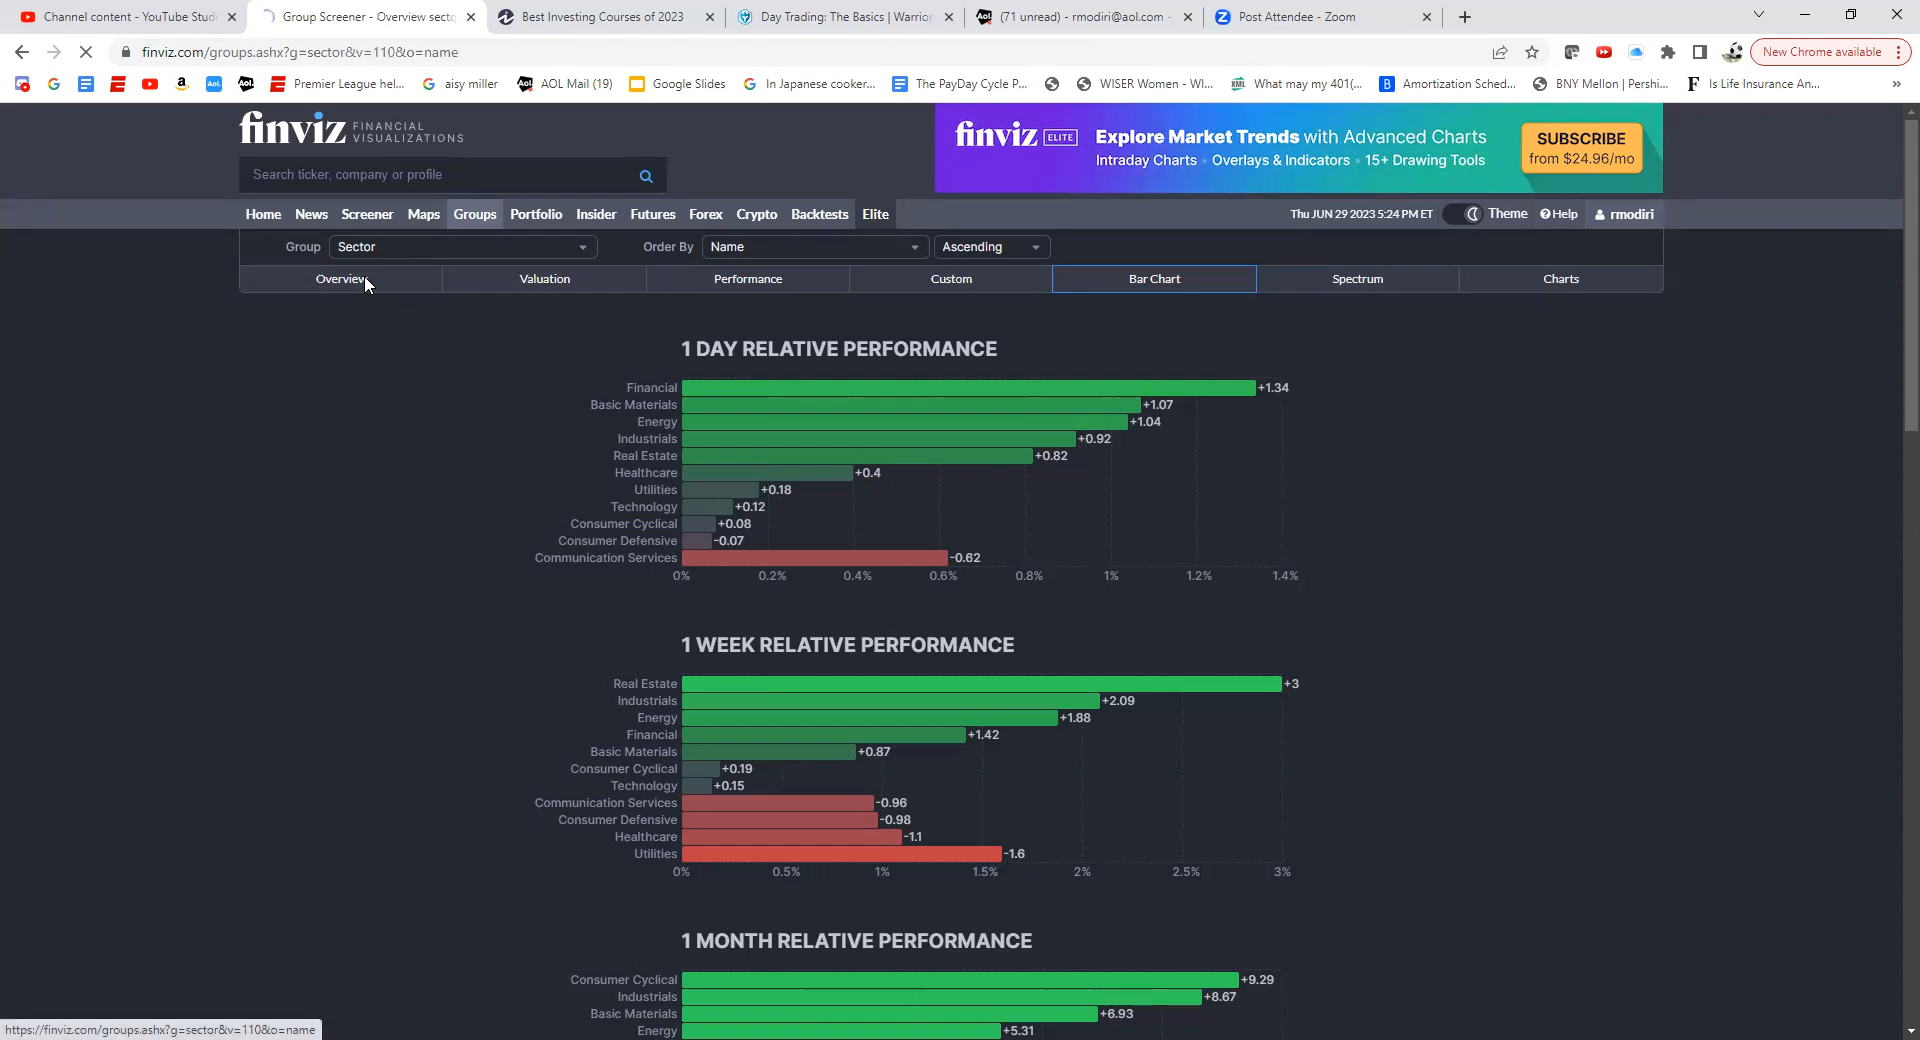 Channel content - YouTube Stud
Group Screener - Overview secto
Best Investing Courses of 2023
Day Trading: The Basics | Warrior
(71 unread) - rmodiri@aol.com -
Post Attendee - Zoom
finviz.com/groups.ashx?g=sector&v=110&o=name
New Chrome available
Premier League hel...
aisy miller
AOL Mail (19)
Google Slides
In Japanese cooker...
The PayDay Cycle P...
WISER Women - WI...
What may my 401(...
Amortization Sched...
BNY Mellon | Pershi...
Is Life Insurance An...
finviz FINANCIAL VISUALIZATIONS
finviz ELITE
Explore Market Trends with Advanced Charts
Intraday Charts • Overlays & Indicators • 15+ Drawing Tools
SUBSCRIBE
from $24.96/mo
Search ticker, company or profile
Home News Screener Maps Groups Portfolio Insider Futures Forex Crypto Backtests Elite
Thu JUN 29 2023 5:24 PM ET Theme Help rmodiri
Group Sector Order By Name Ascending
Overview Valuation Performance Custom Bar Chart Spectrum Charts
1 DAY RELATIVE PERFORMANCE
Financial +1.34
Basic Materials +1.07
Energy +1.04
Industrials +0.92
Real Estate +0.82
Healthcare +0.4
Utilities +0.18
Technology +0.12
Consumer Cyclical +0.08
Consumer Defensive -0.07
Communication Services -0.62
0% 0.2% 0.4% 0.6% 0.8% 1% 1.2% 1.4%
1 WEEK RELATIVE PERFORMANCE
Real Estate +3
Industrials +2.09
Energy +1.88
Financial +1.42
Basic Materials +0.87
Consumer Cyclical +0.19
Technology +0.15
Communication Services -0.96
Consumer Defensive -0.98
Healthcare -1.1
Utilities -1.6
0% 0.5% 1% 1.5% 2% 2.5% 3%
1 MONTH RELATIVE PERFORMANCE
Consumer Cyclical +9.29
Industrials +8.67
Basic Materials +6.93
Energy +5.31
https://finviz.com/groups.ashx?g=sector&v=110&o=name